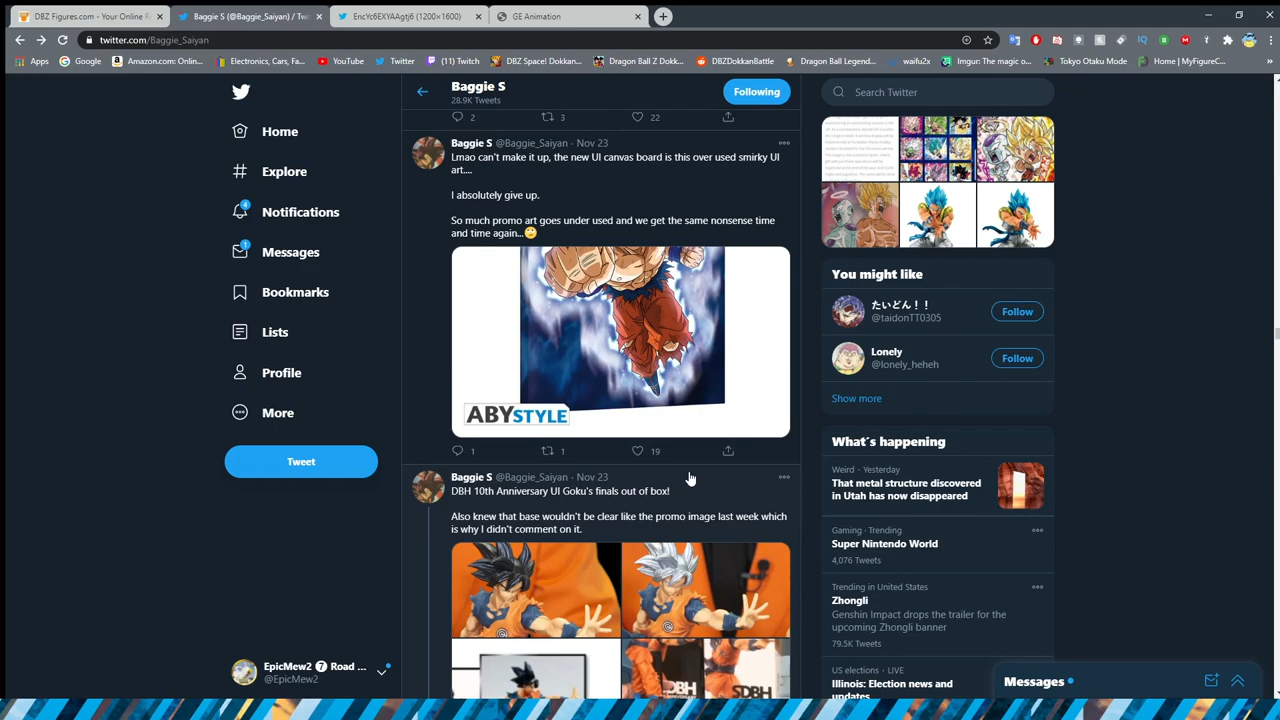 DBZ Figures.com - Your Online R
Baggie S (@Baggie_Saiyan) / Twi
EncYc6EXYAAgtj6 (1200×1600)
GE Animation
twitter.com/Baggie_Saiyan
Apps
Google
Amazon.com: Onlin...
Electronics, Cars, Fa...
YouTube
Twitter
(11) Twitch
DBZ Space! Dokkan...
Dragon Ball Z Dokk...
DBZDokkanBattle
Dragon Ball Legend...
waifu2x
Imgur: The magic o...
Tokyo Otaku Mode
Home | MyFigureC...
Home
Explore
4
Notifications
1
Messages
Bookmarks
Lists
Profile
More
Tweet
EpicMew2 7 Road ...
@EpicMew2
Baggie S
28.9K Tweets
Following
2
3
22
Baggie S @Baggie_Saiyan · Nov 23
Lmao can't make it up, the new UI canvas board is this over used smirky UI
art....
I absolutely give up.
So much promo art goes under used and we get the same nonsense time
and time again...🙄
ABYSTYLE
1
1
19
Baggie S @Baggie_Saiyan · Nov 23
DBH 10th Anniversary UI Goku's finals out of box!
Also knew that base wouldn't be clear like the promo image last week which
is why I didn't comment on it.
SDBH
Search Twitter
You might like
たいどん！！
@taidonTT0305
Follow
Lonely
@lonely_heheh
Follow
Show more
What's happening
Weird · Yesterday
That metal structure discovered
in Utah has now disappeared
Gaming · Trending
Super Nintendo World
4,076 Tweets
Trending in United States
Zhongli
Genshin Impact drops the trailer for the
upcoming Zhongli banner
79.5K Tweets
US elections · LIVE
Illinois: Election news and
updates
Messages